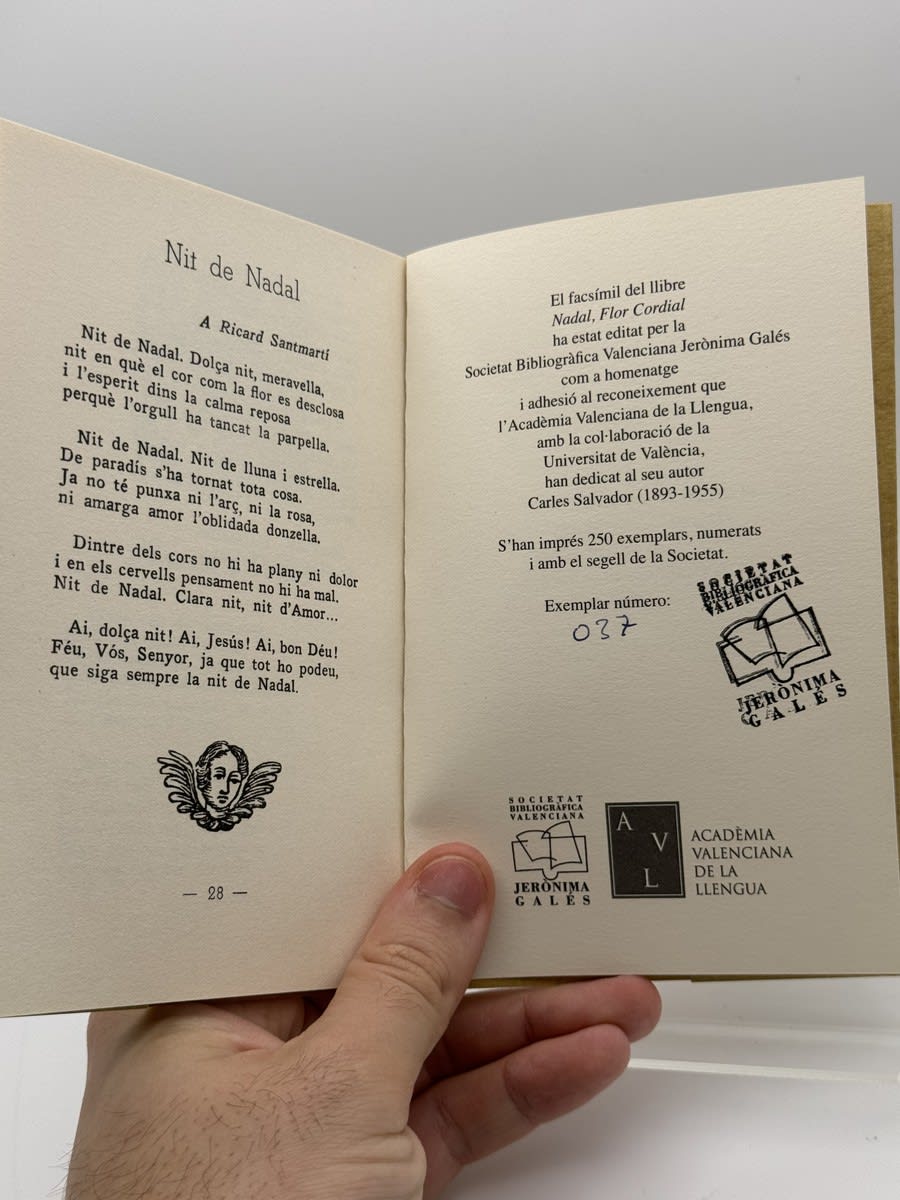 Nit de Nadal
A Ricard Santmartí
Nit de Nadal. Dolça nit, meravella,
nit en què el cor com la flor es desclosa
i l'esperit dins la calma reposa
perquè l'orgull ha tancat la parpella.
Nit de Nadal. Nit de lluna i estrella.
De paradís s'ha tornat tota cosa.
Ja no té punxa ni l'arç, ni la rosa,
ni amarga amor l'oblidada donzella.
Dintre dels cors no hi ha plany ni dolor
i en els cervells pensament no hi ha mal.
Nit de Nadal. Clara nit, nit d'Amor...
Ai, dolça nit! Ai, Jesús! Ai, bon Déu!
Féu, Vós, Senyor, ja que tot ho podeu,
que siga sempre la nit de Nadal.
— 28 —
El facsímil del llibre
Nadal, Flor Cordial
ha estat editat per la
Societat Bibliogràfica Valenciana Jerònima Galés
com a homenatge
i adhesió al reconeixement que
l'Acadèmia Valenciana de la Llengua,
amb la col·laboració de la
Universitat de València,
han dedicat al seu autor
Carles Salvador (1893-1955)
S'han imprés 250 exemplars, numerats
i amb el segell de la Societat.
Exemplar número:
037
SOCIETAT
BIBLIOGRÀFICA
VALENCIANA
JERÒNIMA
GALÉS
SOCIETAT
BIBLIOGRÀFICA
VALENCIANA
JERÒNIMA
GALÉS
AVL
ACADÈMIA
VALENCIANA
DE LA
LLENGUA